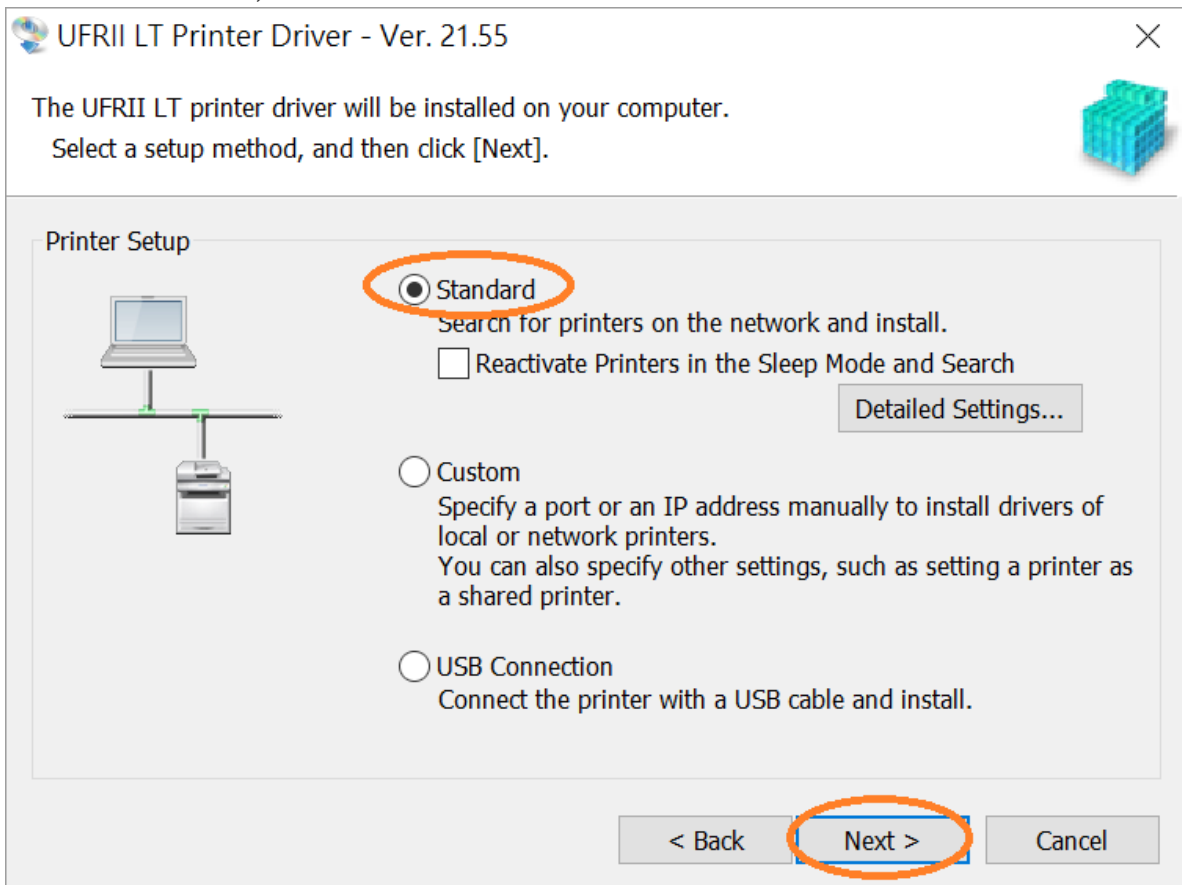 UFRII LT Printer Driver - Ver. 21.55
The UFRII LT printer driver will be installed on your computer.
Select a setup method, and then click [Next].
Printer Setup
Standard
Search for printers on the network and install.
Reactivate Printers in the Sleep Mode and Search
Detailed Settings...
Custom
Specify a port or an IP address manually to install drivers of
local or network printers.
You can also specify other settings, such as setting a printer as
a shared printer.
USB Connection
Connect the printer with a USB cable and install.
< Back Next > Cancel